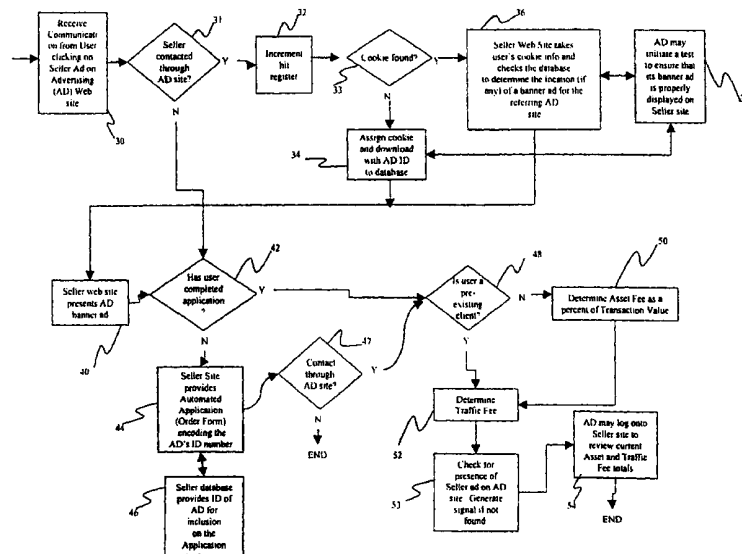 Receive
Communicati
on from User
clicking on
Seller Ad on
Advertising
(AD) Web
site
30
Seller
contacted
through
AD site?
31
Y
N
Increment
hit
register
32
Cookie found?
33
Y
N
Assign cookie
and download
with AD ID
to database
34
36
Seller Web Site takes
user's cookie info and
checks the database
to determine the location (if
any) of a banner ad for the
referring AD
site
AD may
initiate a test
to ensure that
its banner ad
is properly
displayed on
Seller site
Seller web site
presents AD
banner ad
40
Has user
completed
application
?
42
Y
N
Seller Site
provides
Automated
Application
(Order Form)
encoding the
AD's ID number
44
Seller database
provides ID of
AD for
inclusion
on the
Application
46
Contact
through
AD site?
47
Y
N
END
Is user a
pre-
existing
client?
48
N
Y
Determine Asset Fee as a
percent of Transaction Value
50
Determine
Traffic Fee
52
Check for
presence of
Seller ad on AD
site. Generate
signal if not
found
53
AD may log onto
Seller site to
review current
Asset and Traffic
Fee totals
54
END